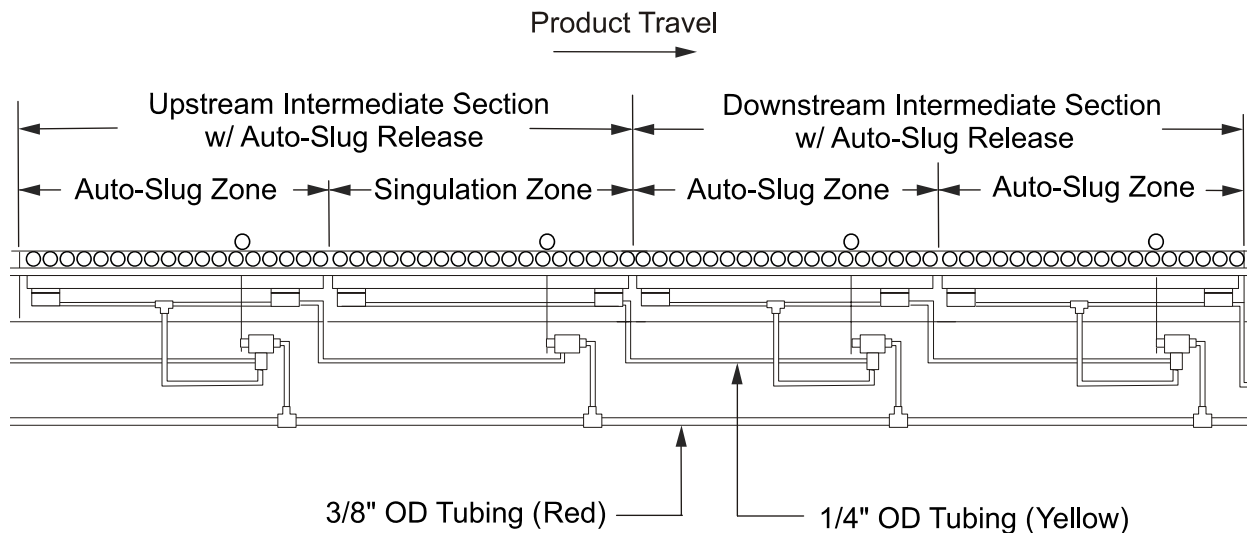 Product Travel
Upstream Intermediate Section
w/ Auto-Slug Release
Downstream Intermediate Section
w/ Auto-Slug Release
Auto-Slug Zone
Singulation Zone
Auto-Slug Zone
Auto-Slug Zone
3/8" OD Tubing (Red)
1/4" OD Tubing (Yellow)